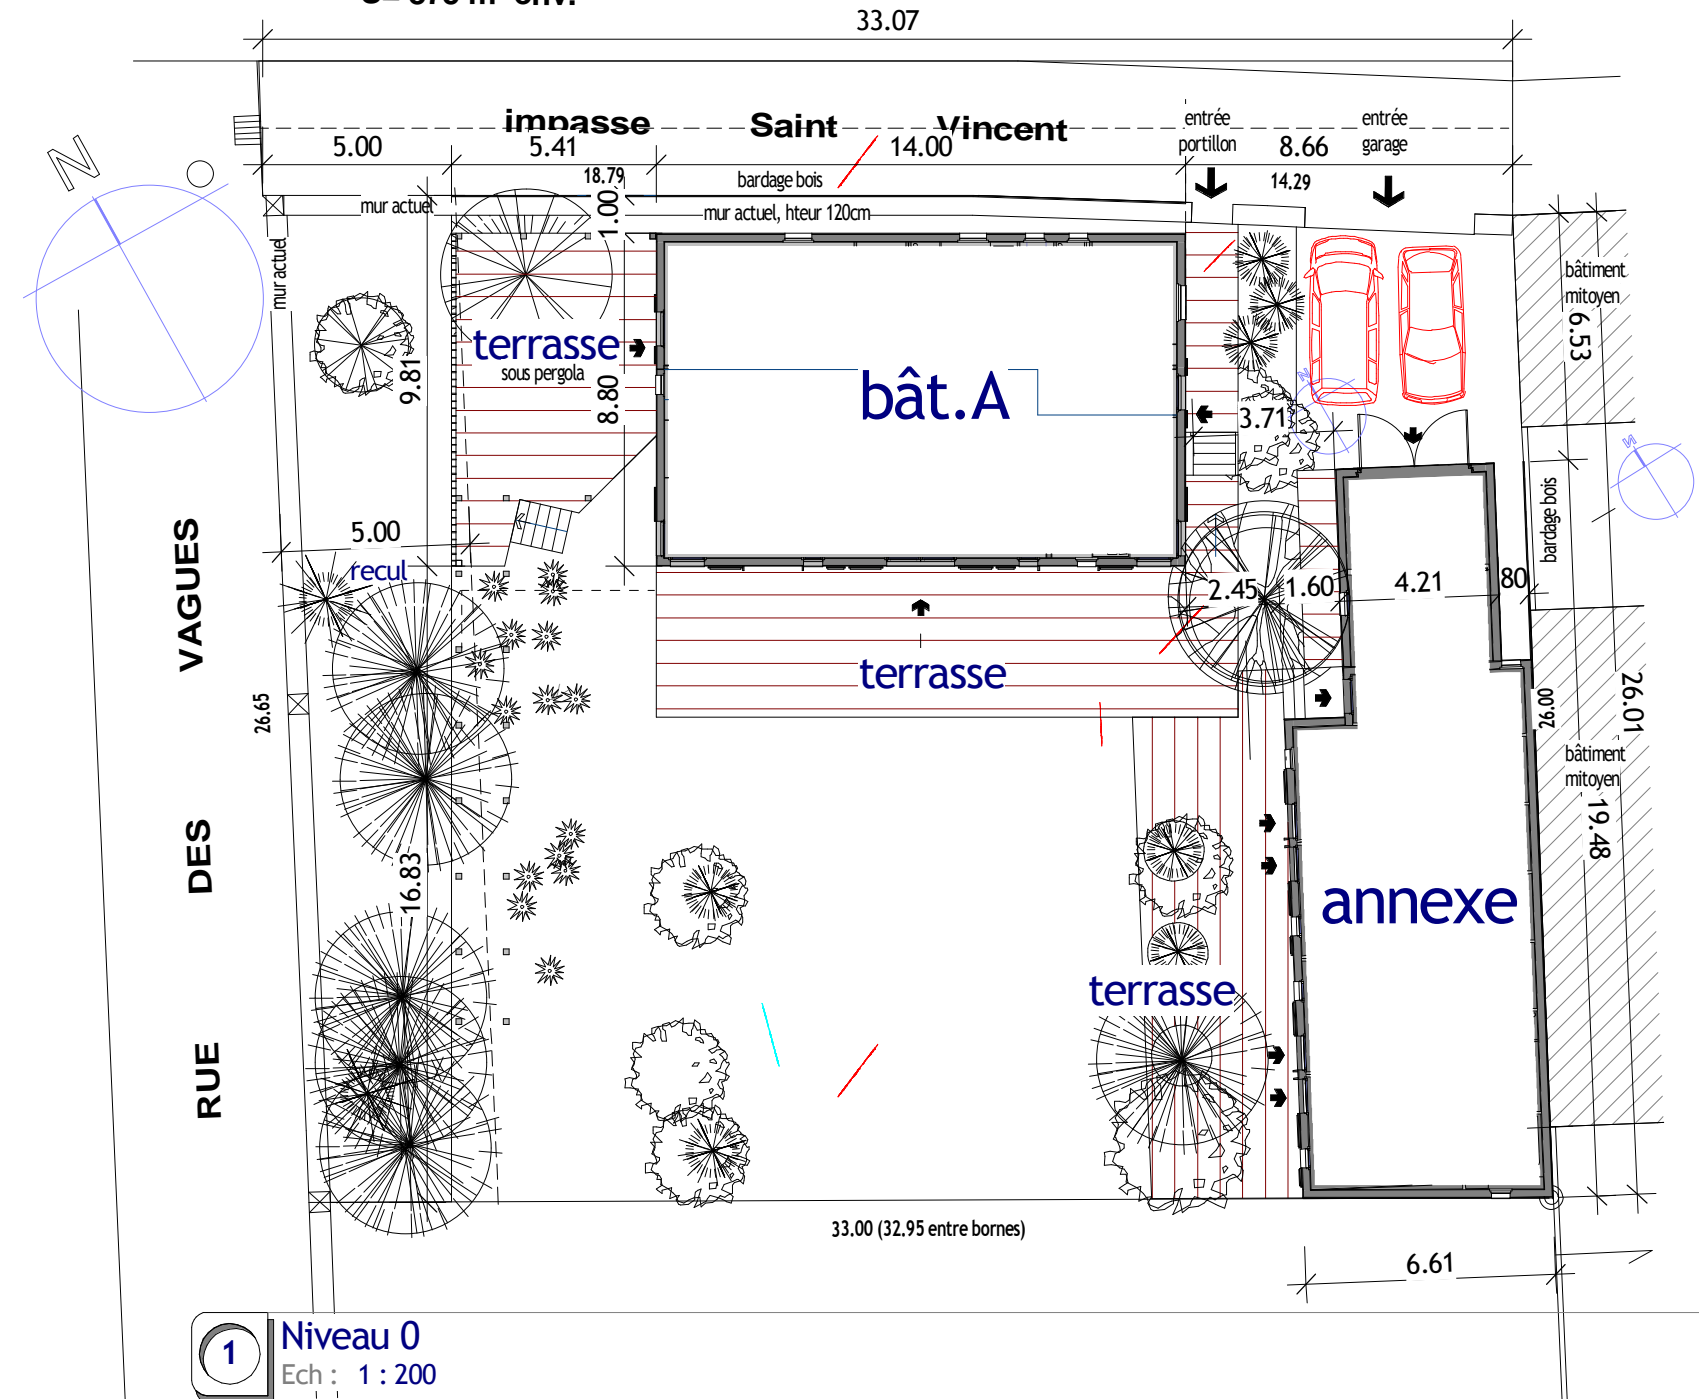 33.07
impasse Saint Vincent
entrée
portillon
entrée
garage
5.00
5.41
14.00
8.66
18.79
14.29
bardage bois
mur actuel
mur actuel, hteur 120cm
1.00
N
mur actuel
bâtiment
mitoyen
6.53
terrasse
sous pergola
9.81
8.80
bât.A
3.71
N
N
bardage bois
5.00
recul
2.45
1.60
4.21
80
terrasse
26.65
26.00
26.01
bâtiment
mitoyen
19.48
16.83
annexe
terrasse
RUE DES VAGUES
33.00 (32.95 entre bornes)
6.61
1
Niveau 0
Ech : 1 : 200